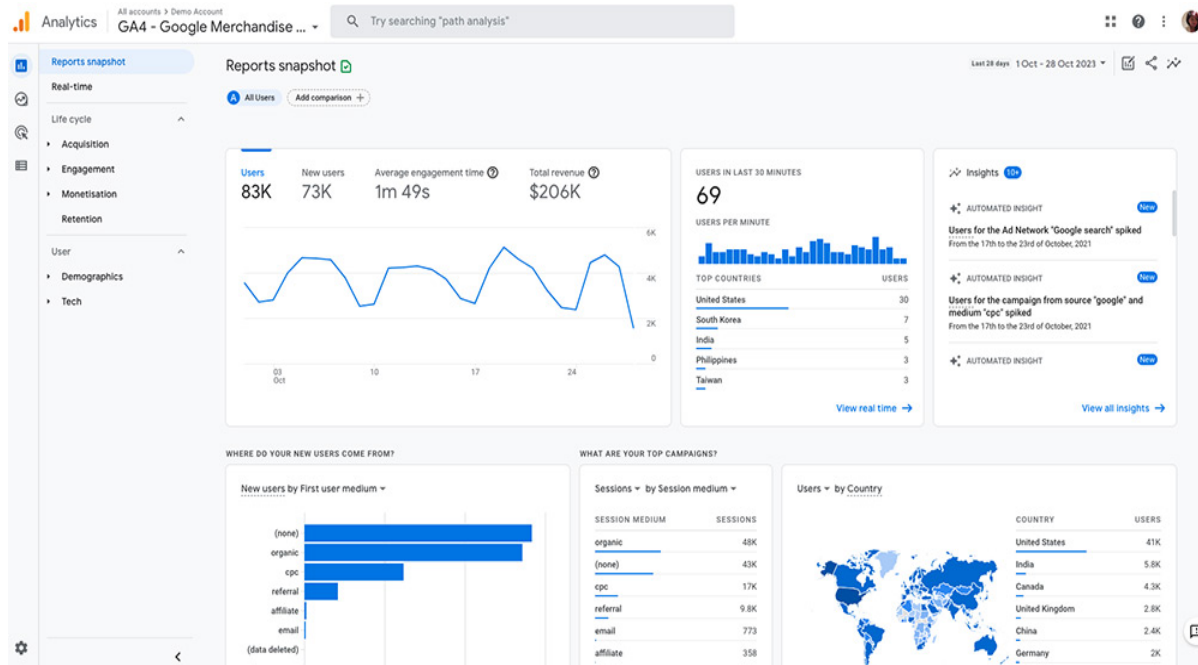 All accounts > Demo Account
Analytics
GA4 - Google Merchandise ...
Try searching "path analysis"
Reports snapshot
Real-time
Life cycle
Acquisition
Engagement
Monetisation
Retention
User
Demographics
Tech
Reports snapshot
Last 28 days 1 Oct - 28 Oct 2023
A All Users
Add comparison +
Users
83K
New users
73K
Average engagement time
1m 49s
Total revenue
$206K
6K
4K
2K
0
03
Oct
10
17
24
USERS IN LAST 30 MINUTES
69
USERS PER MINUTE
TOP COUNTRIES USERS
United States 30
South Korea 7
India 5
Philippines 3
Taiwan 3
View real time
Insights 10+
AUTOMATED INSIGHT New
Users for the Ad Network "Google search" spiked
From the 17th to the 23rd of October, 2021
AUTOMATED INSIGHT New
Users for the campaign from source "google" and
medium "cpc" spiked
From the 17th to the 23rd of October, 2021
AUTOMATED INSIGHT New
View all insights
WHERE DO YOUR NEW USERS COME FROM?
New users by First user medium
(none)
organic
cpc
referral
affiliate
email
(data deleted)
WHAT ARE YOUR TOP CAMPAIGNS?
Sessions by Session medium
SESSION MEDIUM SESSIONS
organic 48K
(none) 43K
cpc 17K
referral 9.8K
email 773
affiliate 358
Users by Country
COUNTRY USERS
United States 41K
India 5.8K
Canada 4.3K
United Kingdom 2.8K
China 2.4K
Germany 2K